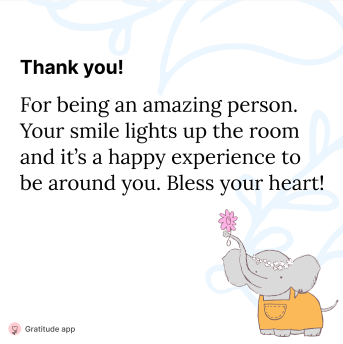 Thank you!
For being an amazing person.
Your smile lights up the room
and it’s a happy experience to
be around you. Bless your heart!
Gratitude app